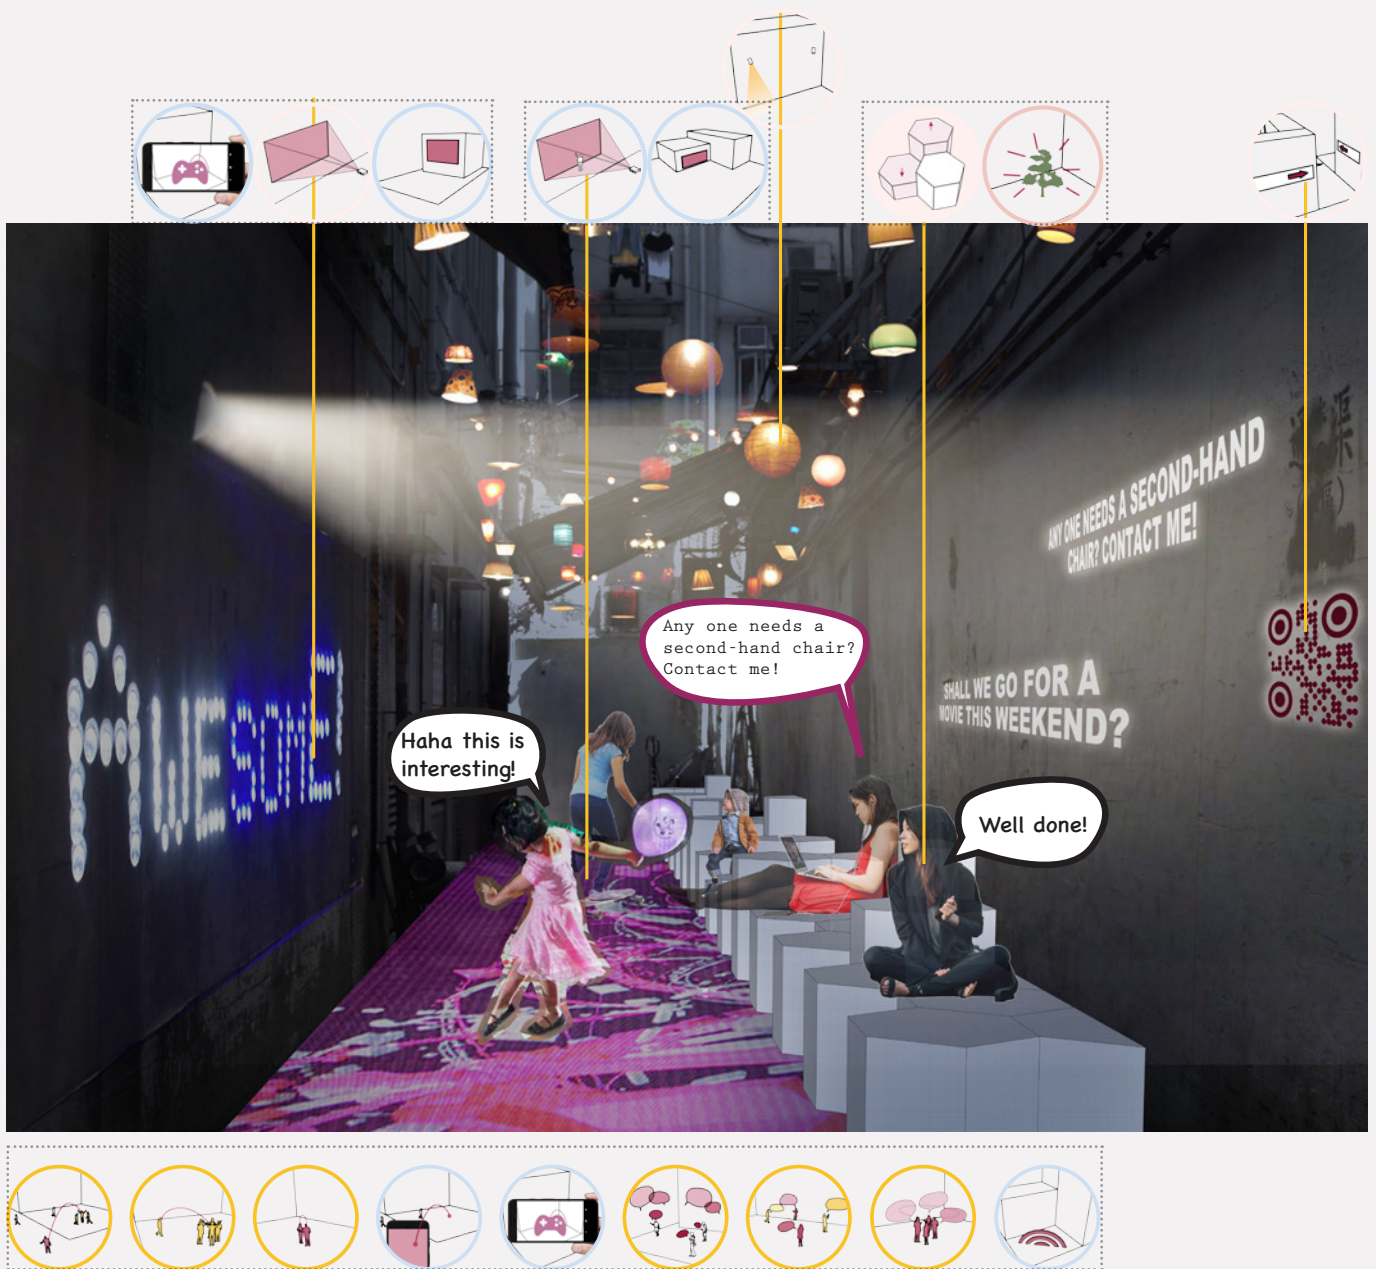 ANY ONE NEEDS A SECOND-HAND
CHAIR? CONTACT ME!
Any one needs a
second-hand chair?
Contact me!
SHALL WE GO FOR A
MOVIE THIS WEEKEND?
AWESOME!
Haha this is
interesting!
Well done!